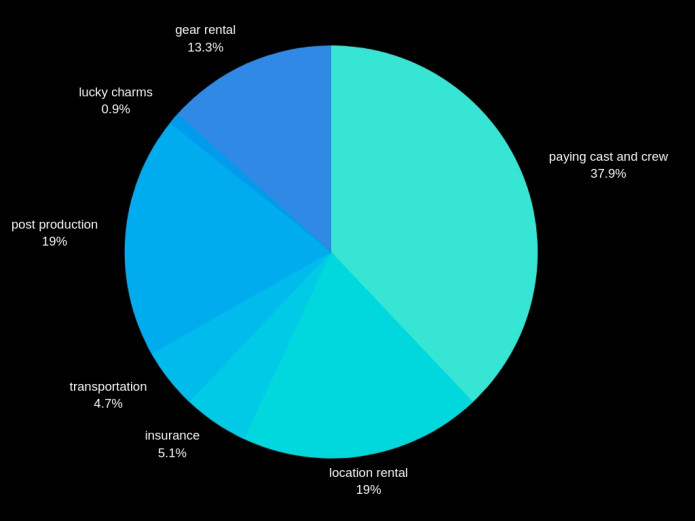 gear rental
13.3%
lucky charms
0.9%
paying cast and crew
37.9%
post production
19%
transportation
4.7%
insurance
5.1%
location rental
19%